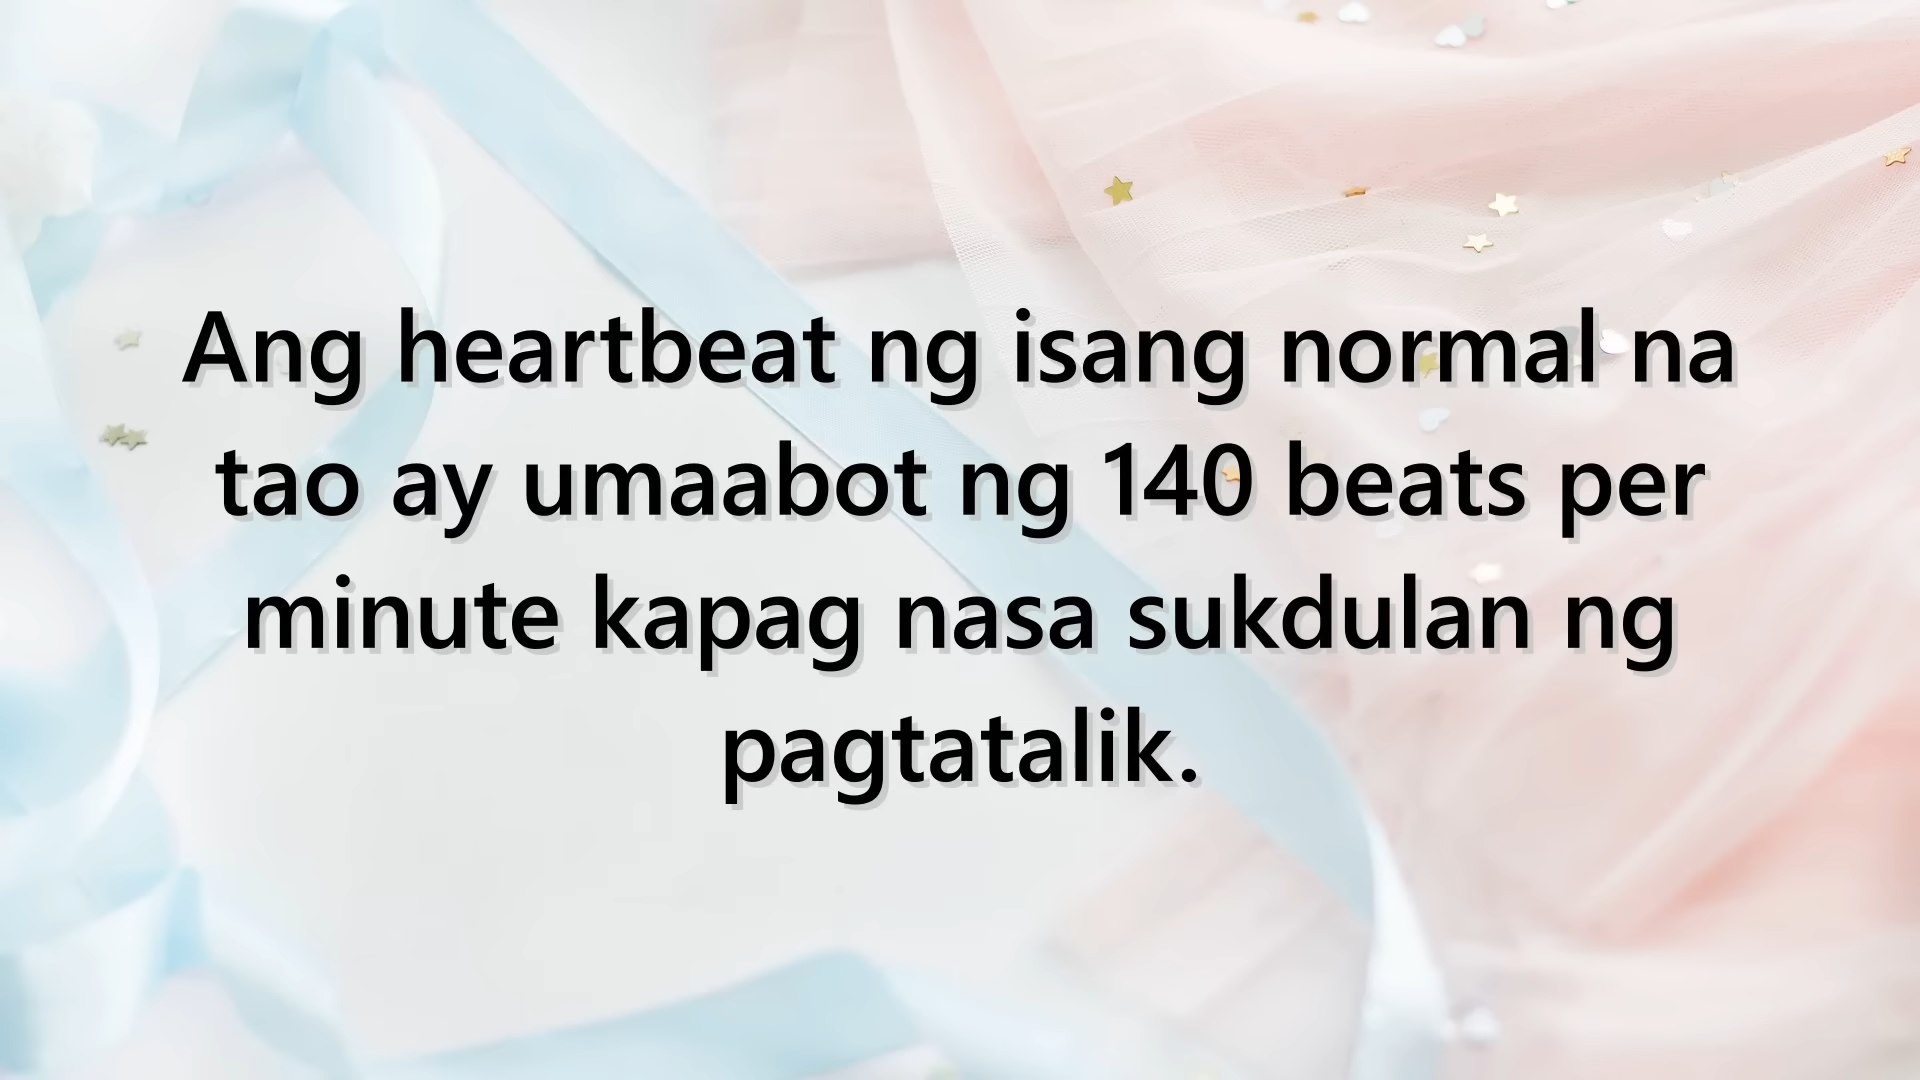 Ang heartbeat ng isang normal na
tao ay umaabot ng 140 beats per
minute kapag nasa sukdulan ng
pagtatalik.